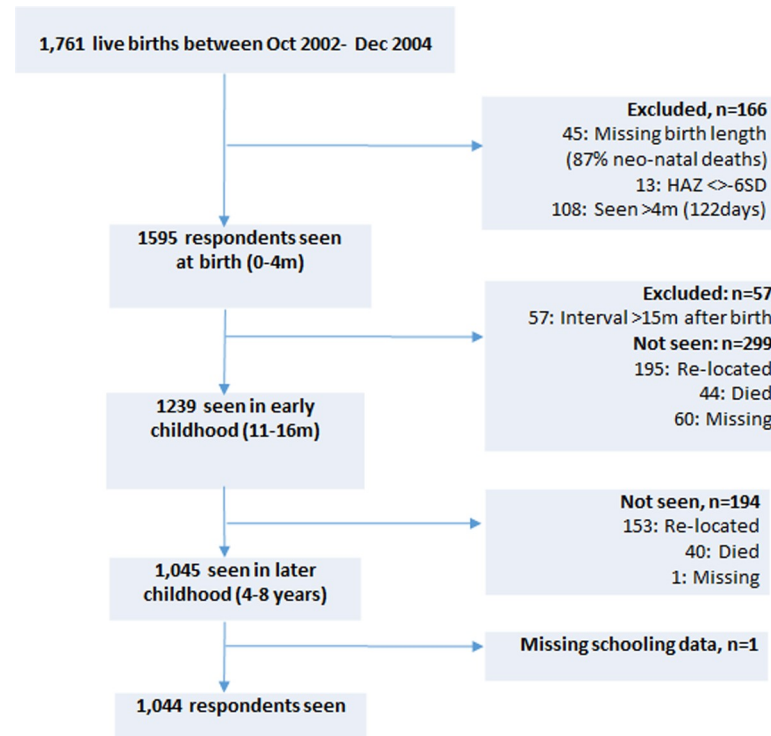 1,761 live births between Oct 2002- Dec 2004
Excluded, n=166
45: Missing birth length
(87% neo-natal deaths)
13: HAZ <>-6SD
108: Seen >4m (122days)
1595 respondents seen
at birth (0-4m)
Excluded: n=57
57: Interval >15m after birth
Not seen: n=299
195: Re-located
44: Died
60: Missing
1239 seen in early
childhood (11-16m)
Not seen, n=194
153: Re-located
40: Died
1: Missing
1,045 seen in later
childhood (4-8 years)
Missing schooling data, n=1
1,044 respondents seen